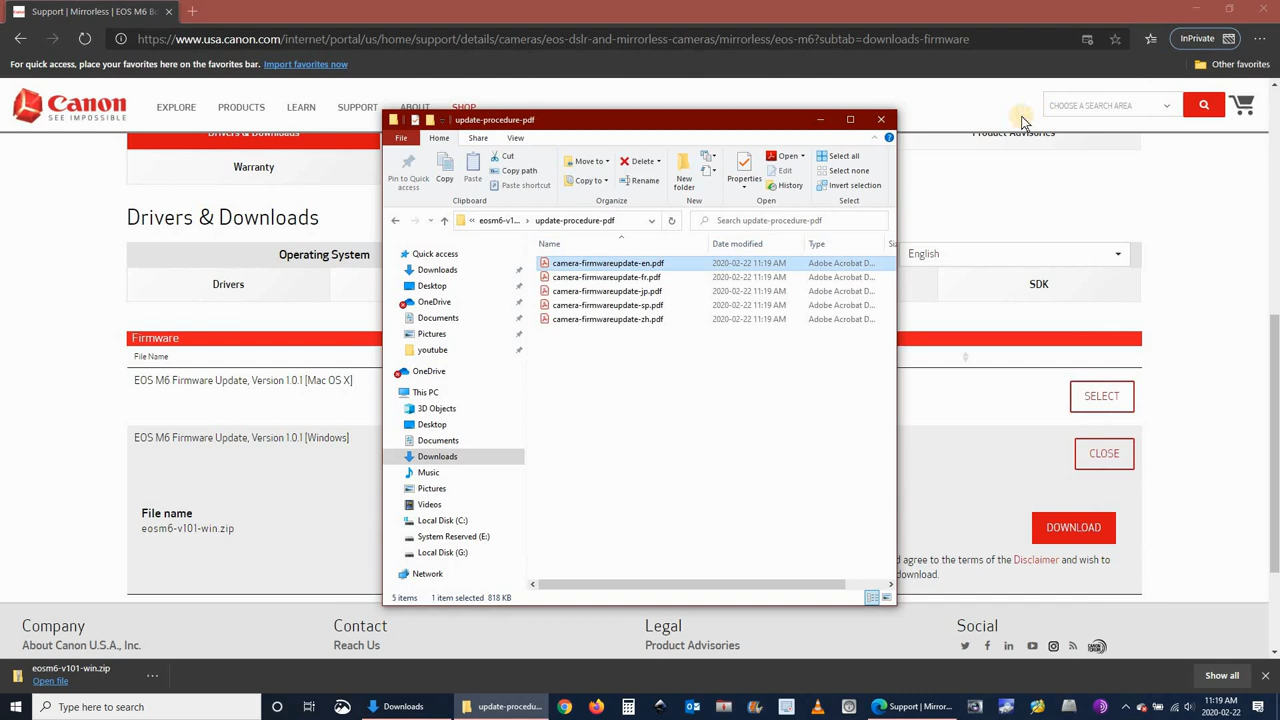 Support | Mirrorless | EOS M6 Bo
https://www.usa.canon.com/internet/portal/us/home/support/details/cameras/eos-dslr-and-mirrorless-cameras/mirrorless/eos-m6?subtab=downloads-firmware
InPrivate
For quick access, place your favorites here on the favorites bar. Import favorites now
Other favorites
Canon
SEE IMPOSSIBLE
EXPLORE PRODUCTS LEARN SUPPORT ABOUT SHOP
CHOOSE A SEARCH AREA
Drivers & Downloads
Product Advisories
Warranty
Drivers & Downloads
Operating System
English
Drivers
SDK
Firmware
File Name
EOS M6 Firmware Update, Version 1.0.1 [Mac OS X]
SELECT
EOS M6 Firmware Update, Version 1.0.1 [Windows]
CLOSE
File name
eosm6-v101-win.zip
DOWNLOAD
d agree to the terms of the Disclaimer and wish to
download.
update-procedure-pdf
File Home Share View
Pin to Quick access
Copy
Paste
Cut
Copy path
Paste shortcut
Clipboard
Move to
Copy to
Delete
Rename
Organize
New folder
New
Properties
Open
Edit
History
Open
Select all
Select none
Invert selection
Select
« eosm6-v1... › update-procedure-pdf
Search update-procedure-pdf
Name Date modified Type Si
camera-firmwareupdate-en.pdf 2020-02-22 11:19 AM Adobe Acrobat D...
camera-firmwareupdate-fr.pdf 2020-02-22 11:19 AM Adobe Acrobat D...
camera-firmwareupdate-jp.pdf 2020-02-22 11:19 AM Adobe Acrobat D...
camera-firmwareupdate-sp.pdf 2020-02-22 11:19 AM Adobe Acrobat D...
camera-firmwareupdate-zh.pdf 2020-02-22 11:19 AM Adobe Acrobat D...
Quick access
Downloads
Desktop
OneDrive
Documents
Pictures
youtube
OneDrive
This PC
3D Objects
Desktop
Documents
Downloads
Music
Pictures
Videos
Local Disk (C:)
System Reserved (E:)
Local Disk (G:)
Network
5 items 1 item selected 818 KB
Company Contact Legal Social
About Canon U.S.A., Inc. Reach Us Product Advisories
eosm6-v101-win.zip
Open file
Show all
Type here to search
Downloads
update-procedu...
Support | Mirror...
11:19 AM
2020-02-22